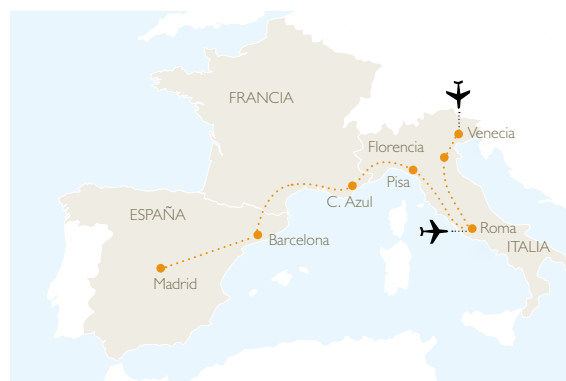 FRANCIA
Venecia
Florencia
Pisa
C. Azul
ESPAÑA
Roma
Barcelona
ITALIA
Madrid